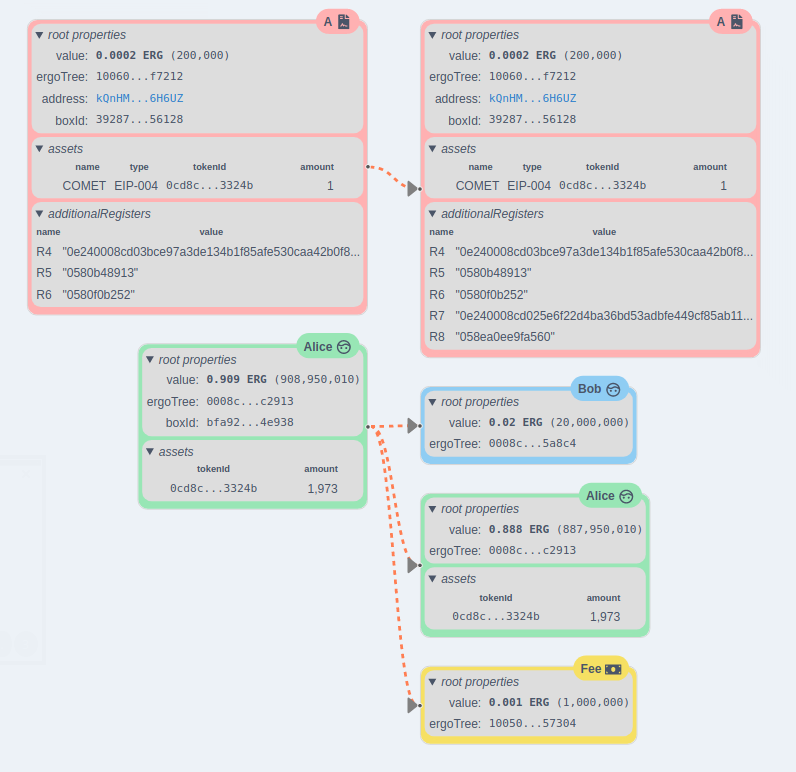 A
root properties
value: 0.0002 ERG (200,000)
ergoTree: 10060...f7212
address: kQnHM...6H6UZ
boxId: 39287...56128
assets
name type tokenId amount
COMET EIP-004 0cd8c...3324b 1
additionalRegisters
name value
R4 "0e240008cd03bce97a3de134b1f85afe530caa42b0f8...
R5 "0580b48913"
R6 "0580f0b252"
A
root properties
value: 0.0002 ERG (200,000)
ergoTree: 10060...f7212
address: kQnHM...6H6UZ
boxId: 39287...56128
assets
name type tokenId amount
COMET EIP-004 0cd8c...3324b 1
additionalRegisters
name value
R4 "0e240008cd03bce97a3de134b1f85afe530caa42b0f8...
R5 "0580b48913"
R6 "0580f0b252"
R7 "0e240008cd025e6f22d4ba36bd53adbfe449cf85ab11...
R8 "058ea0ee9fa560"
Alice
root properties
value: 0.909 ERG (908,950,010)
ergoTree: 0008c...c2913
boxId: bfa92...4e938
assets
tokenId amount
0cd8c...3324b 1,973
Bob
root properties
value: 0.02 ERG (20,000,000)
ergoTree: 0008c...5a8c4
Alice
root properties
value: 0.888 ERG (887,950,010)
ergoTree: 0008c...c2913
assets
tokenId amount
0cd8c...3324b 1,973
Fee
root properties
value: 0.001 ERG (1,000,000)
ergoTree: 10050...57304